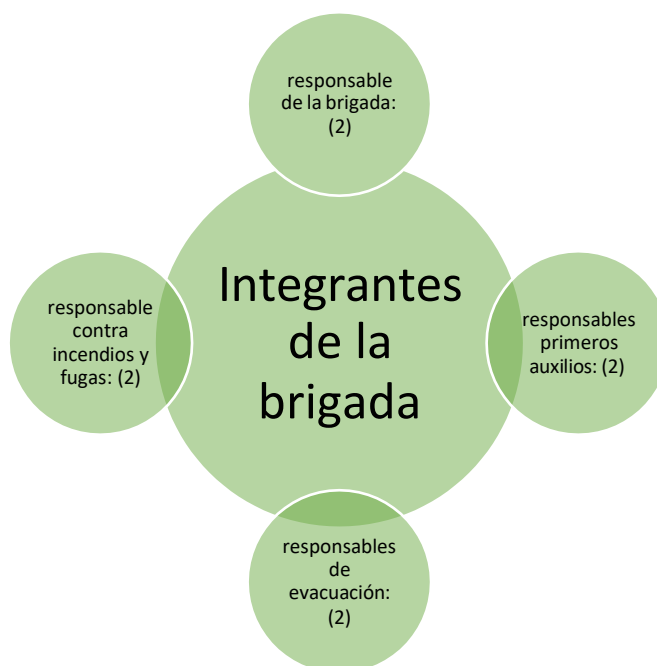 responsable
de la brigada:
(2)
Integrantes
de la
brigada
responsable
contra
incendios y
fugas: (2)
responsables
primeros
auxilios: (2)
responsables
de
evacuación:
(2)